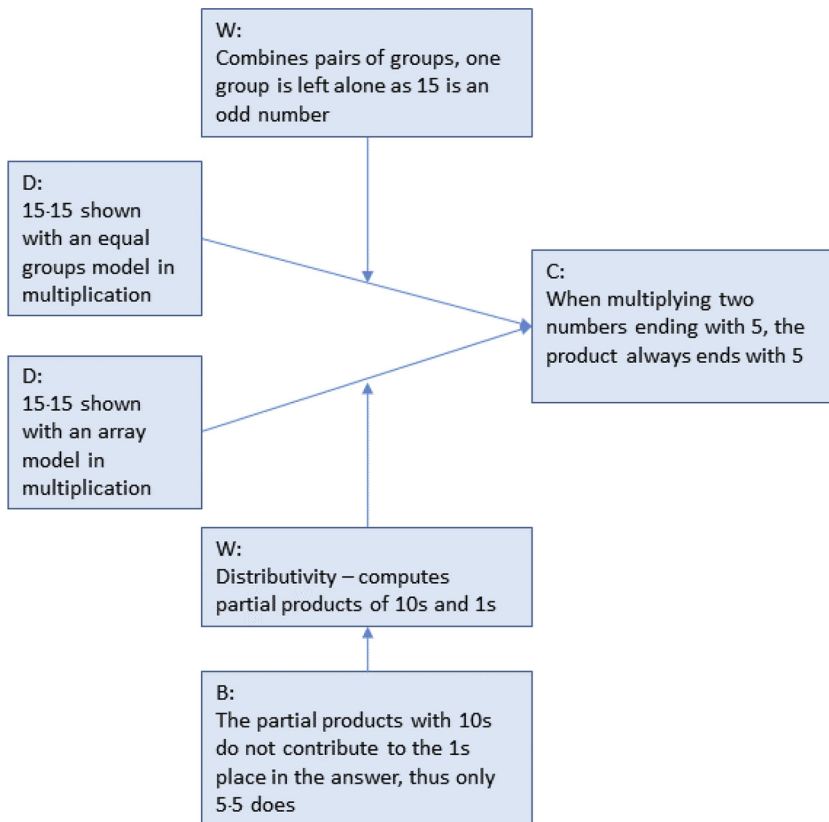 W:
Combines pairs of groups, one
group is left alone as 15 is an
odd number
D:
15·15 shown
with an equal
groups model in
multiplication
C:
When multiplying two
numbers ending with 5, the
product always ends with 5
D:
15·15 shown
with an array
model in
multiplication
W:
Distributivity – computes
partial products of 10s and 1s
B:
The partial products with 10s
do not contribute to the 1s
place in the answer, thus only
5·5 does